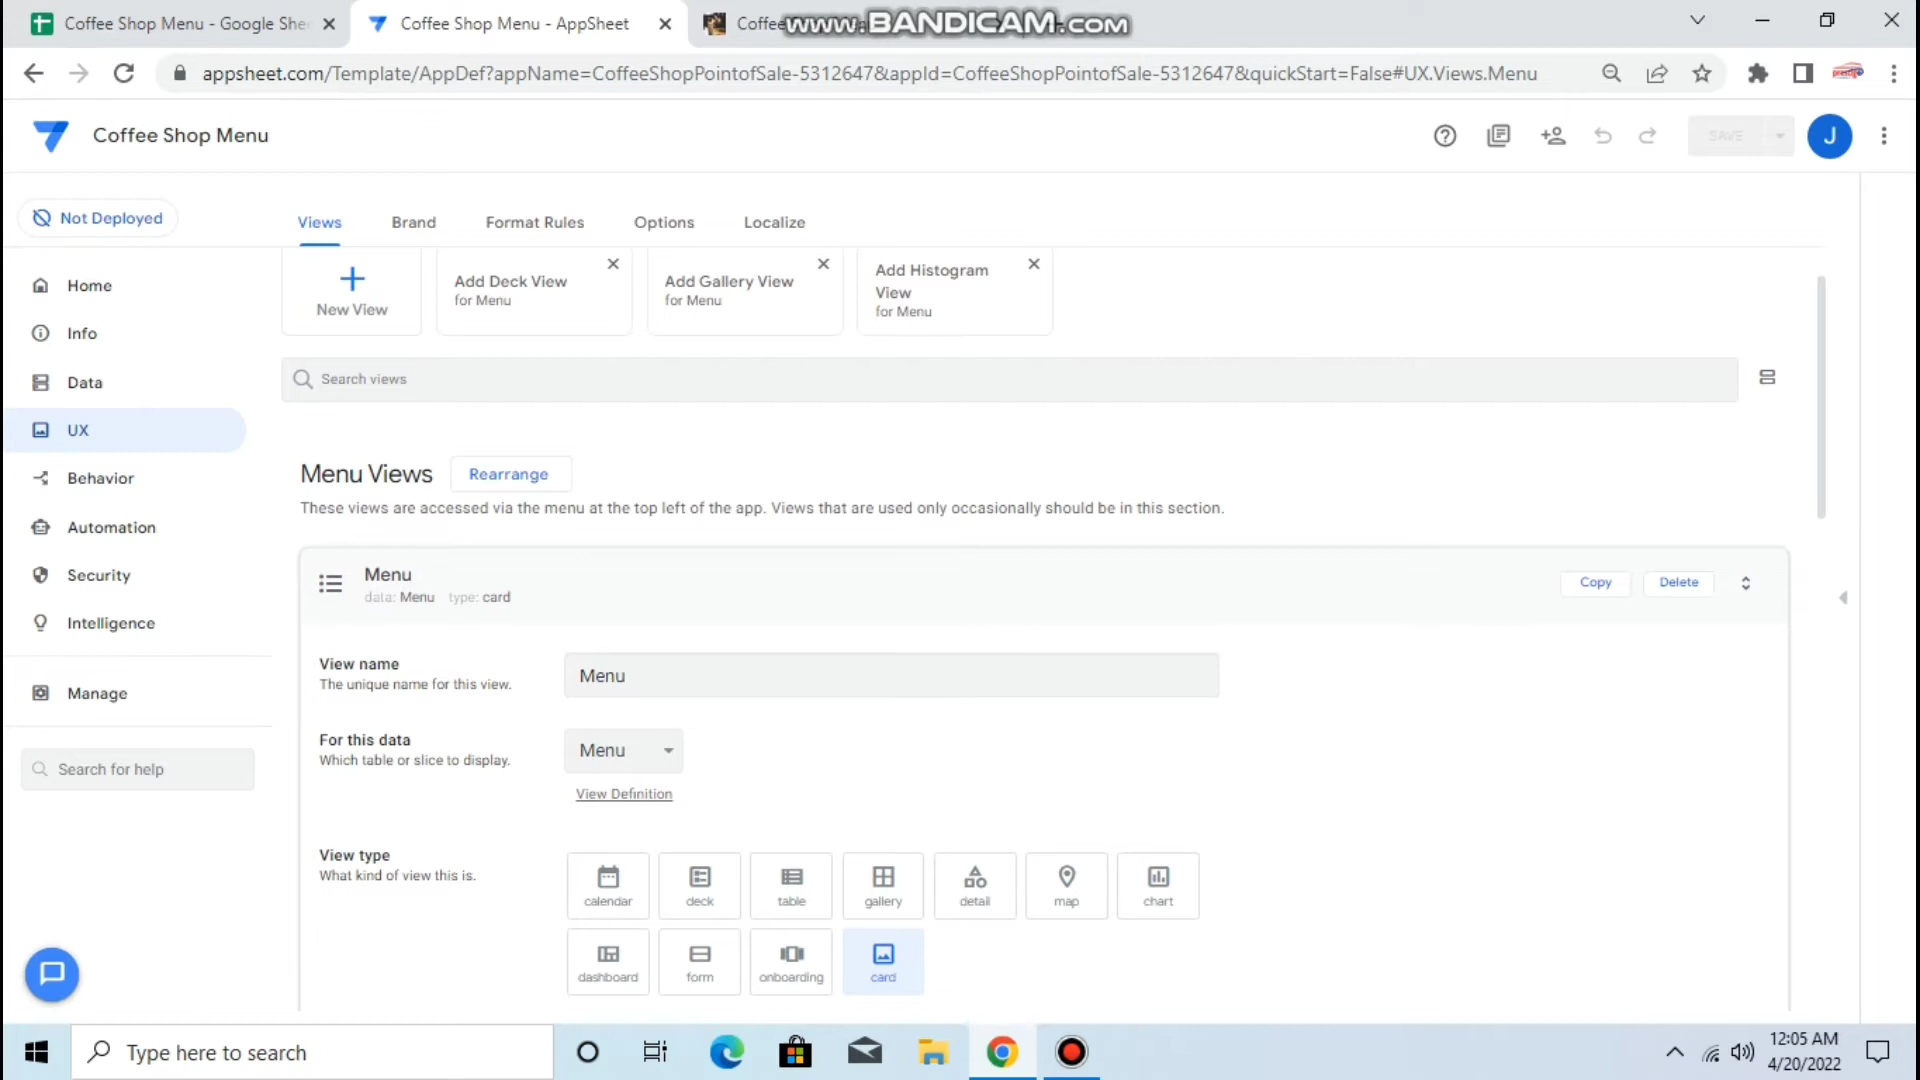 Coffee Shop Menu - Google She
Coffee Shop Menu - AppSheet
Coffee
www.BANDICAM.com
appsheet.com/Template/AppDef?appName=CoffeeShopPointofSale-5312647&appId=CoffeeShopPointofSale-5312647&quickStart=False#UX.Views.Menu
Coffee Shop Menu
SAVE
J
Not Deployed
Views
Brand
Format Rules
Options
Localize
Home
Info
Data
UX
Behavior
Automation
Security
Intelligence
Manage
Search for help
New View
Add Deck View
for Menu
Add Gallery View
for Menu
Add Histogram
View
for Menu
Search views
Menu Views
Rearrange
These views are accessed via the menu at the top left of the app. Views that are used only occasionally should be in this section.
Menu
data: Menu type: card
Copy
Delete
View name
The unique name for this view.
Menu
For this data
Which table or slice to display.
Menu
View Definition
View type
What kind of view this is.
calendar
deck
table
gallery
detail
map
chart
dashboard
form
onboarding
card
Type here to search
12:05 AM
4/20/2022